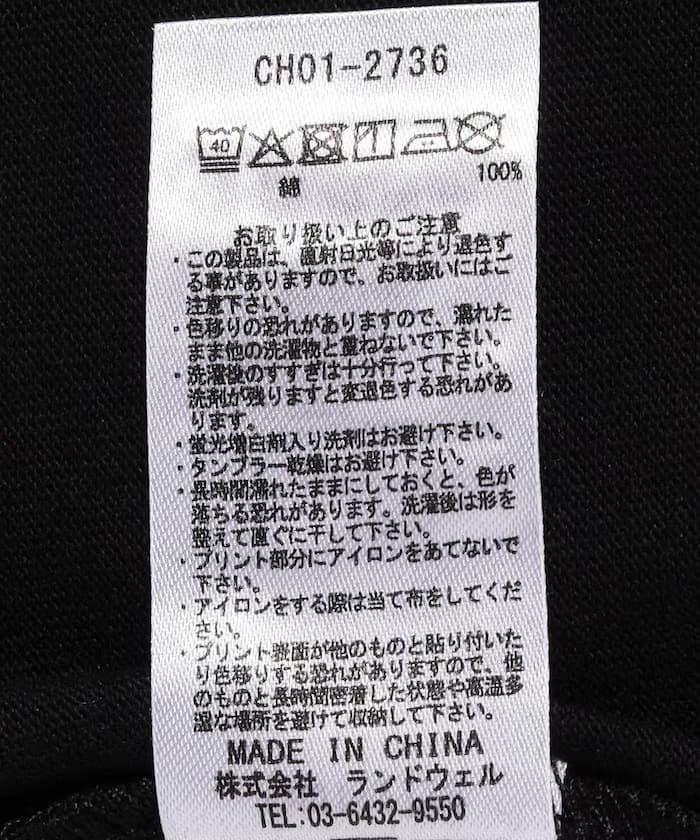 CH01-2736
40
綿 100%
お取り扱い上のご注意
・この製品は、直射日光等により退色す
る事がありますので、お取扱いにはご
注意下さい。
・色移りの恐れがありますので、濡れた
まま他の洗濯物と重ねないで下さい。
・洗濯後のすすぎは十分行って下さい。
洗剤が残りますと変退色する恐れがあ
ります。
・蛍光増白剤入り洗剤はお避け下さい。
・タンブラー乾燥はお避け下さい。
・長時間濡れたままにしておくと、色が
落ちる恐れがあります。洗濯後は形を
整えて直ぐに干して下さい。
・プリント部分にアイロンをあてないで
下さい。
・アイロンをする際は当て布をしてくだ
さい。
・プリント表面が他のものと貼り付いた
り色移りする恐れがありますので、他
のものと長時間密着した状態や高温多
湿な場所を避けて収納して下さい。
MADE IN CHINA
株式会社 ランドウェル
TEL:03-6432-9550